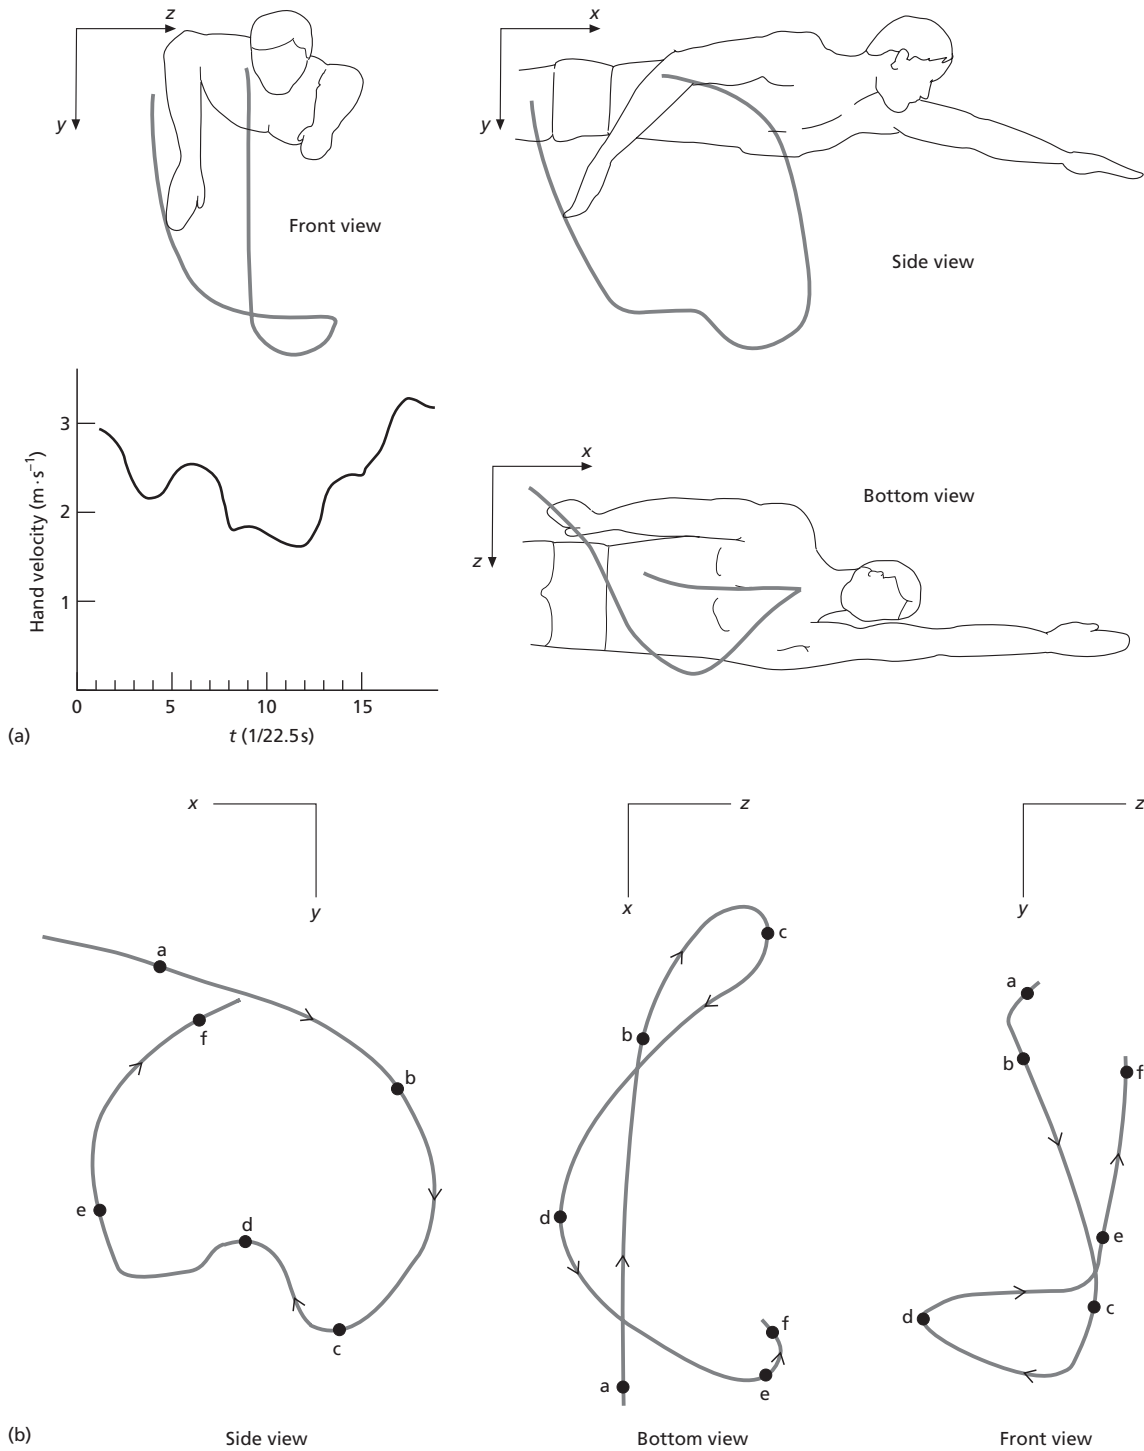 z
y
Front view
x
y
Side view
Hand velocity (m·s⁻¹)
3
2
1
0
5
10
15
t (1/22.5 s)
x
z
Bottom view
(a)
x
y
a
f
b
e
d
c
Side view
z
x
c
b
d
f
a
e
Bottom view
z
y
a
b
f
e
d
c
Front view
(b)